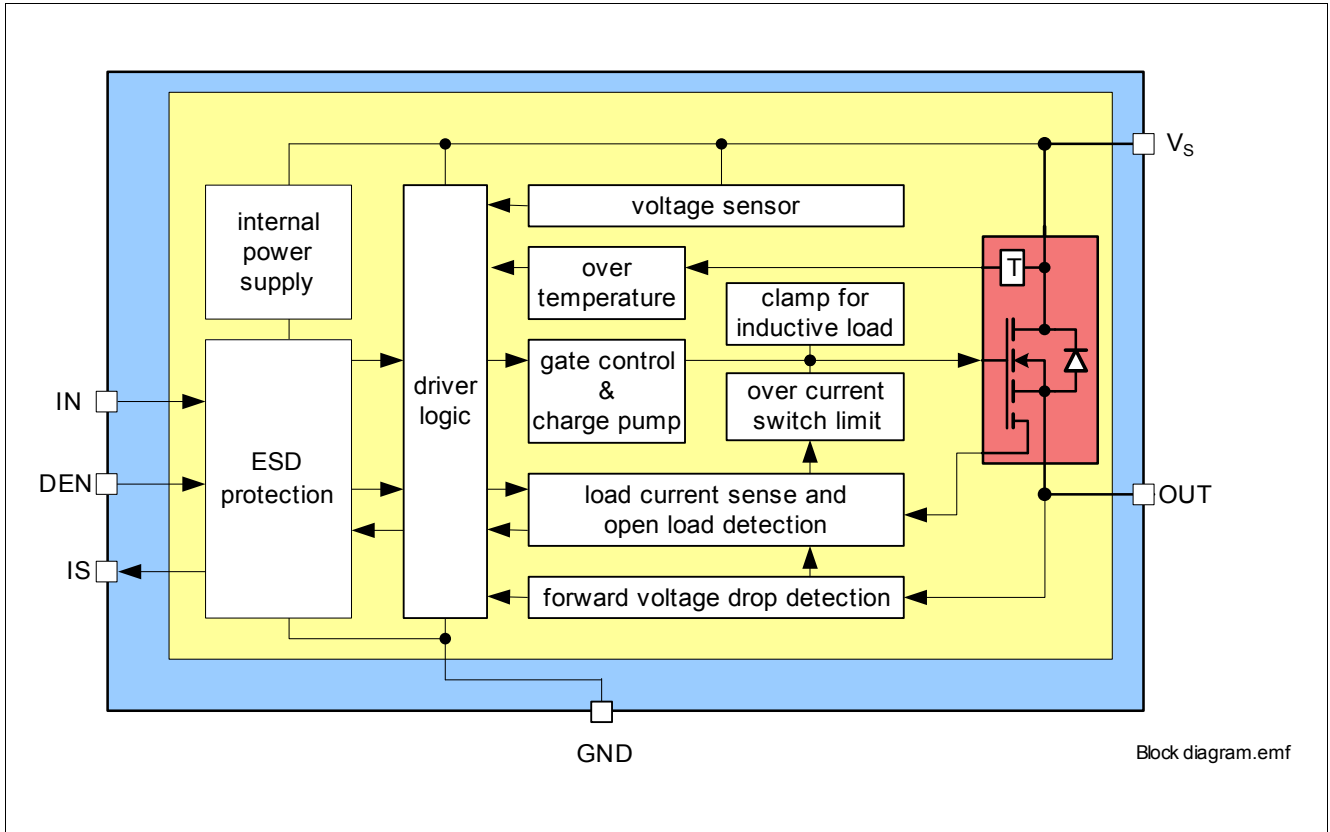 VS
voltage sensor
internal
power
supply
over
temperature
T
clamp for
inductive load
gate control
&
charge pump
driver
logic
over current
switch limit
IN
ESD
protection
DEN
load current sense and
open load detection
OUT
IS
forward voltage drop detection
GND
Block diagram.emf